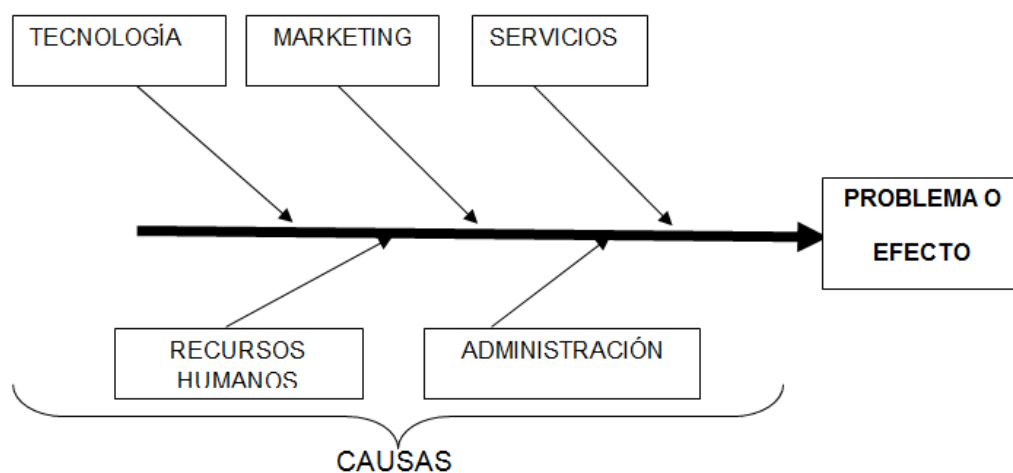 TECNOLOGÍA
MARKETING
SERVICIOS
PROBLEMA O
EFECTO
RECURSOS
HUMANOS
ADMINISTRACIÓN
CAUSAS